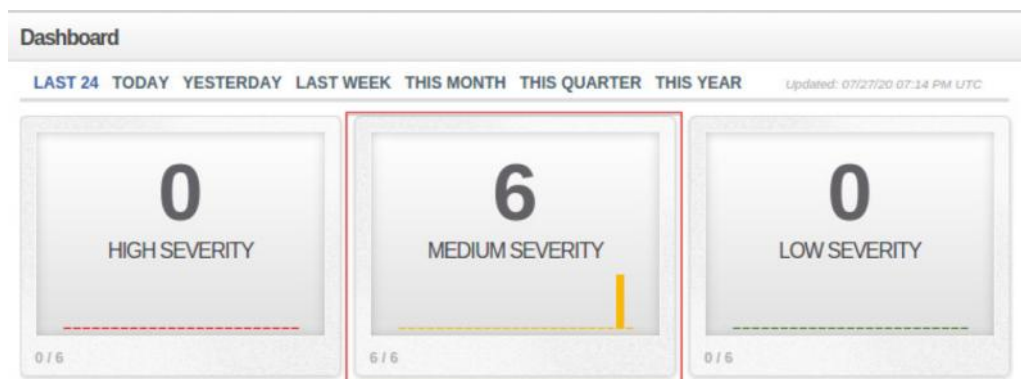 Dashboard
LAST 24 TODAY YESTERDAY LAST WEEK THIS MONTH THIS QUARTER THIS YEAR Updated: 07/27/20 07:14 PM UTC
0
HIGH SEVERITY
0 / 6
6
MEDIUM SEVERITY
6 / 6
0
LOW SEVERITY
0 / 6